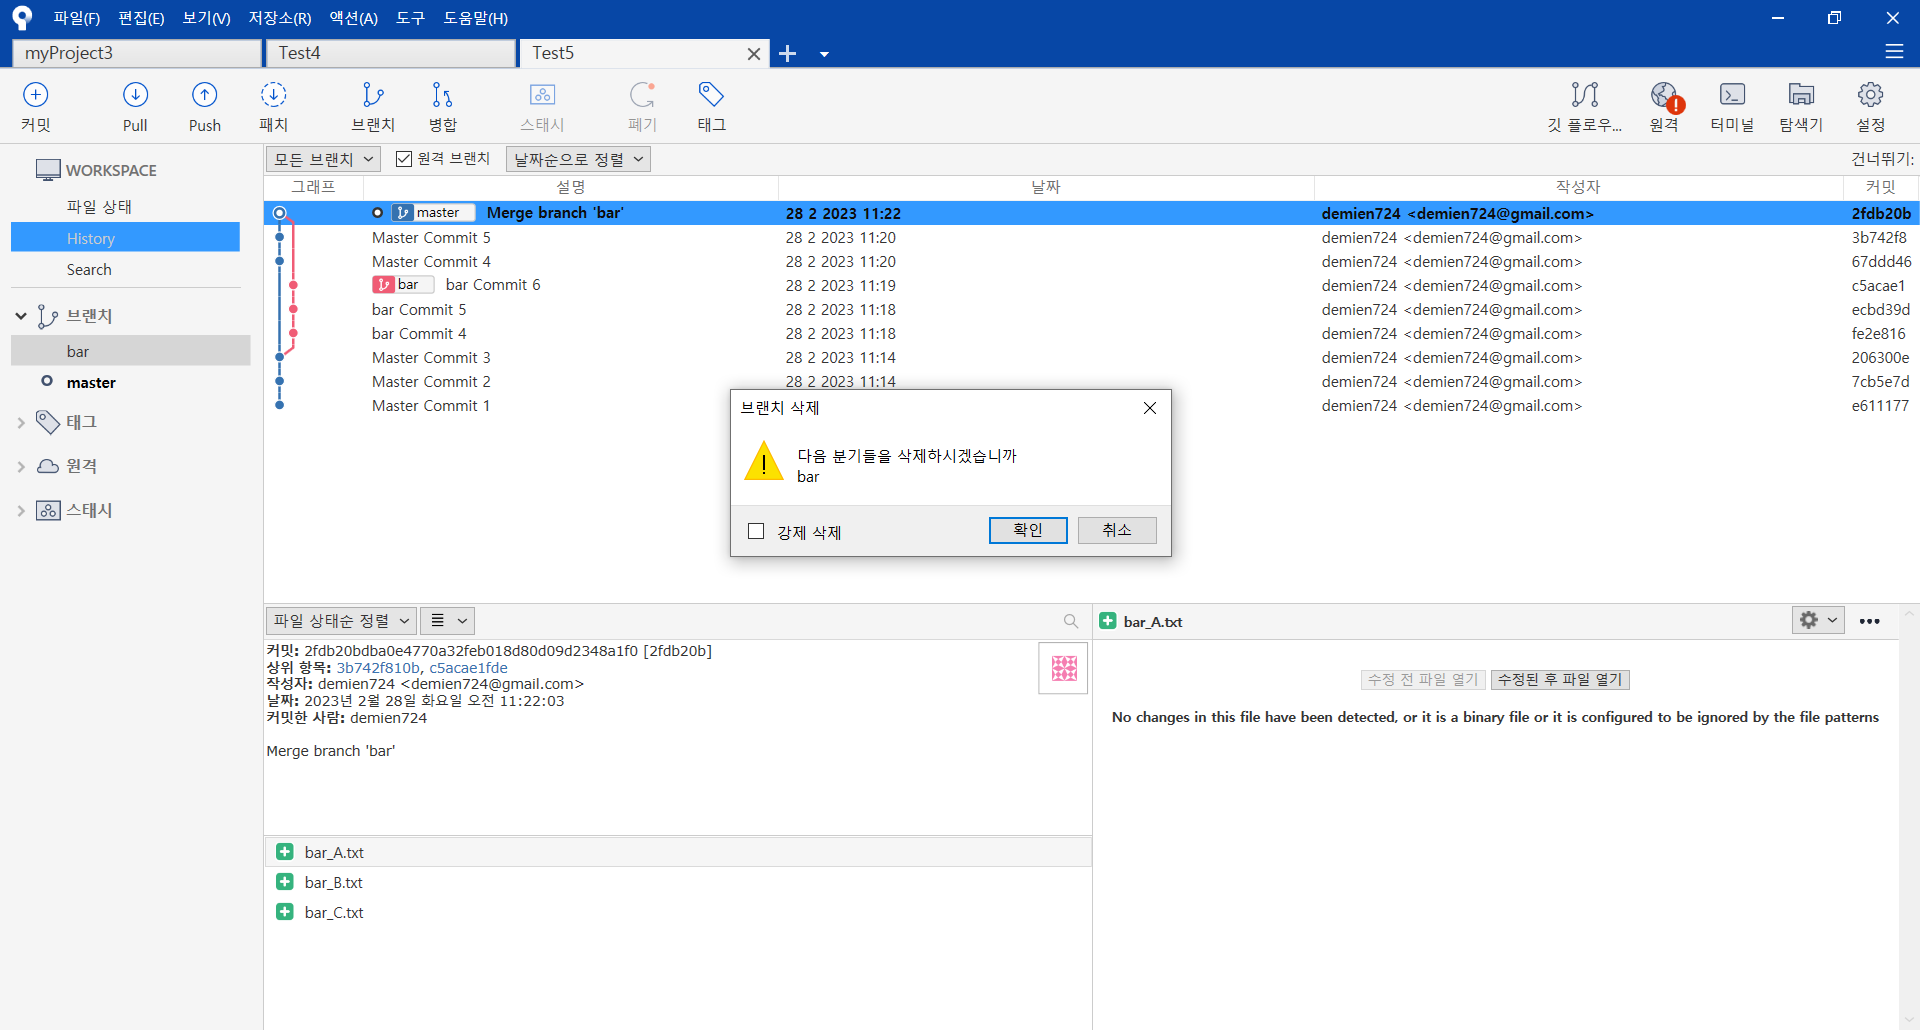 파일(F) 편집(E) 보기(V) 저장소(R) 액션(A) 도구 도움말(H)
myProject3 Test4 Test5
커밋 Pull Push 패치 브랜치 병합 스태시 폐기 태그 깃 플로우... 원격 터미널 탐색기 설정
WORKSPACE
파일 상태
History
Search
브랜치
bar
master
태그
원격
스태시
모든 브랜치 원격 브랜치 날짜순으로 정렬 건너뛰기:
그래프 설명 날짜 작성자 커밋
master Merge branch 'bar' 28 2 2023 11:22 demien724 <demien724@gmail.com> 2fdb20b
Master Commit 5 28 2 2023 11:20 demien724 <demien724@gmail.com> 3b742f8
Master Commit 4 28 2 2023 11:20 demien724 <demien724@gmail.com> 67ddd46
bar bar Commit 6 28 2 2023 11:19 demien724 <demien724@gmail.com> c5acae1
bar Commit 5 28 2 2023 11:18 demien724 <demien724@gmail.com> ecbd39d
bar Commit 4 28 2 2023 11:18 demien724 <demien724@gmail.com> fe2e816
Master Commit 3 28 2 2023 11:14 demien724 <demien724@gmail.com> 206300e
Master Commit 2 28 2 2023 11:14 demien724 <demien724@gmail.com> 7cb5e7d
Master Commit 1 demien724 <demien724@gmail.com> e611177
브랜치 삭제
다음 분기들을 삭제하시겠습니까
bar
강제 삭제 확인 취소
파일 상태순 정렬
커밋: 2fdb20bdba0e4770a32feb018d80d09d2348a1f0 [2fdb20b]
상위 항목: 3b742f810b, c5acae1fde
작성자: demien724 <demien724@gmail.com>
날짜: 2023년 2월 28일 화요일 오전 11:22:03
커밋한 사람: demien724
Merge branch 'bar'
bar_A.txt
bar_B.txt
bar_C.txt
bar_A.txt
수정 전 파일 열기 수정된 후 파일 열기
No changes in this file have been detected, or it is a binary file or it is configured to be ignored by the file patterns